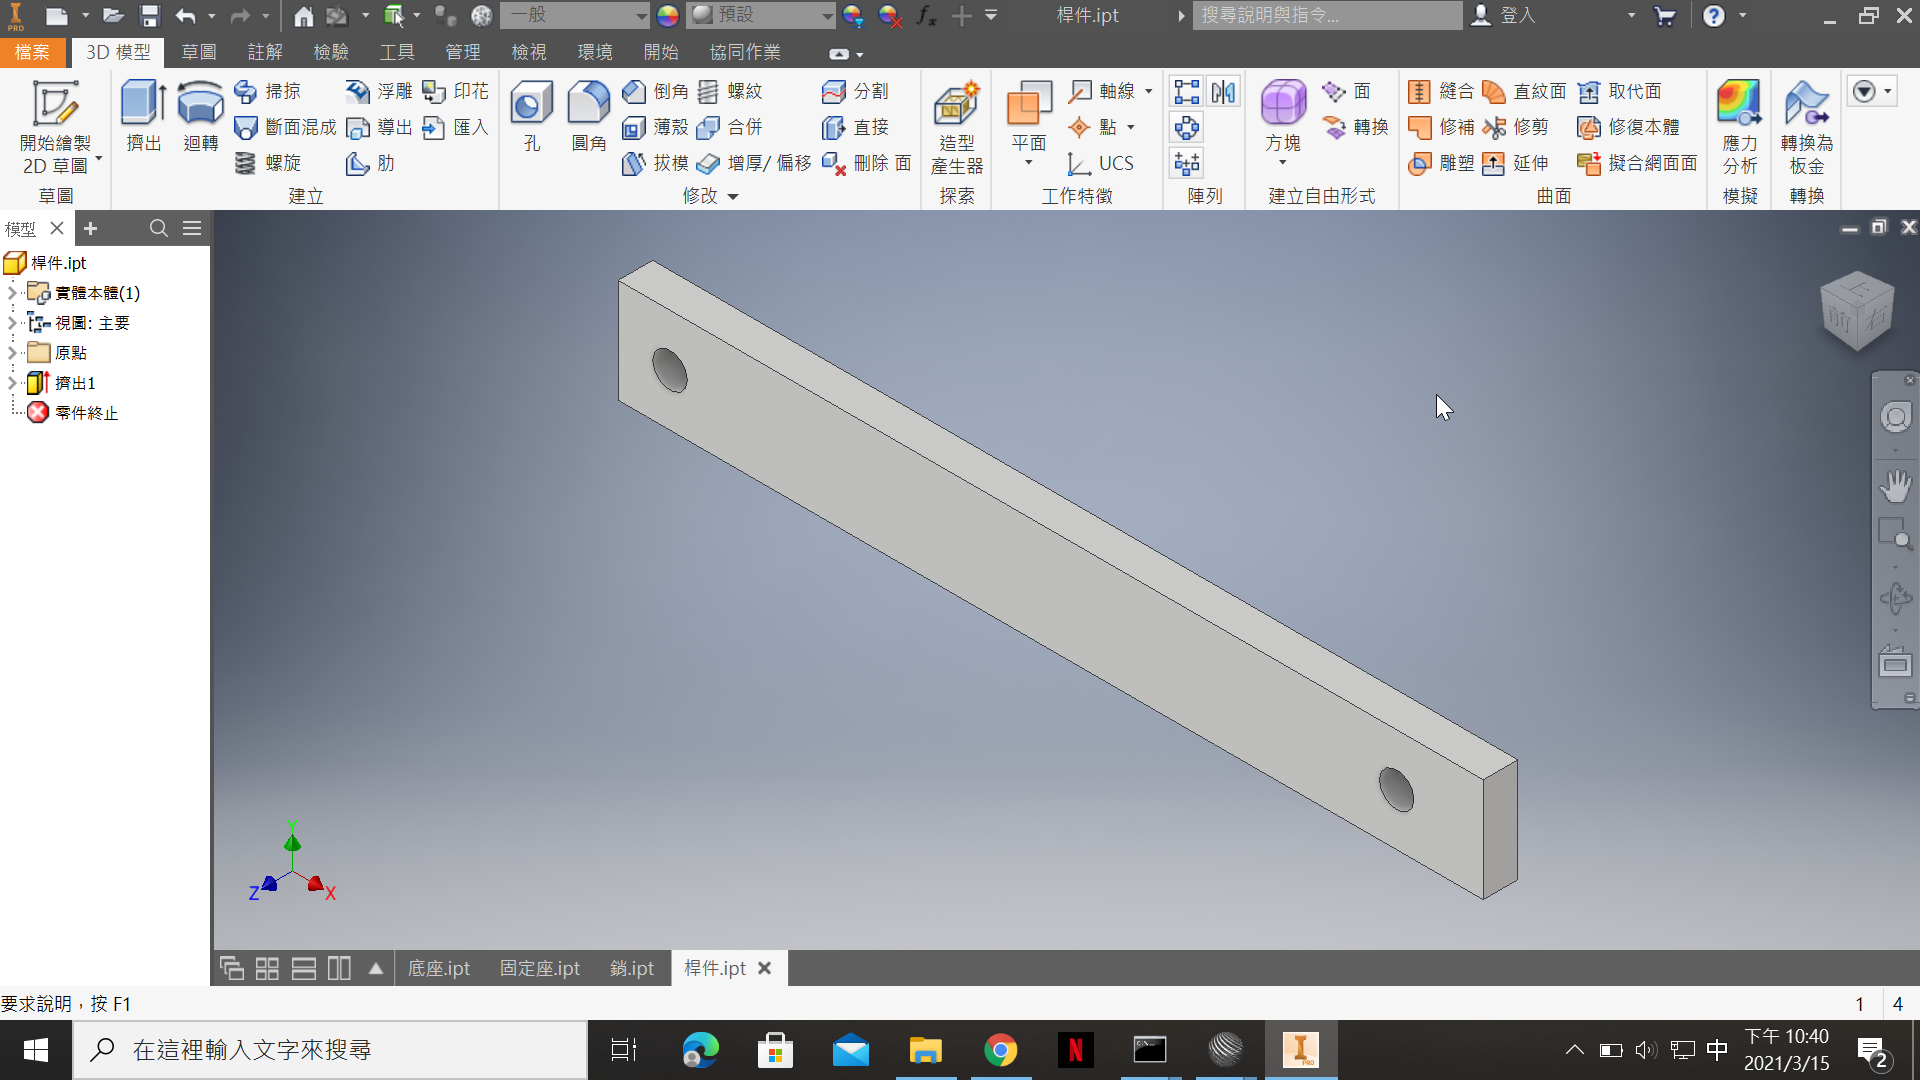 PRO
一般
預設
fx
桿件.ipt
搜尋說明與指令...
登入
檔案
3D 模型
草圖
註解
檢驗
工具
管理
檢視
環境
開始
協同作業
開始繪製
2D 草圖
草圖
擠出
迴轉
掃掠
斷面混成
螺旋
浮雕
導出
肋
印花
匯入
建立
孔
圓角
倒角
薄殼
拔模
螺紋
合併
增厚/ 偏移
分割
直接
刪除 面
修改
造型
產生器
探索
平面
軸線
點
UCS
工作特徵
陣列
方塊
面
轉換
建立自由形式
縫合
修補
雕塑
直紋面
修剪
延伸
取代面
修復本體
擬合網面面
曲面
應力
分析
模擬
轉換為
板金
轉換
模型
桿件.ipt
實體本體(1)
視圖: 主要
原點
擠出1
零件終止
上
前
右
Y
Z
X
底座.ipt
固定座.ipt
銷.ipt
桿件.ipt
要求說明，按 F1
1
4
在這裡輸入文字來搜尋
N
I
PRO
中
下午 10:40
2021/3/15
2